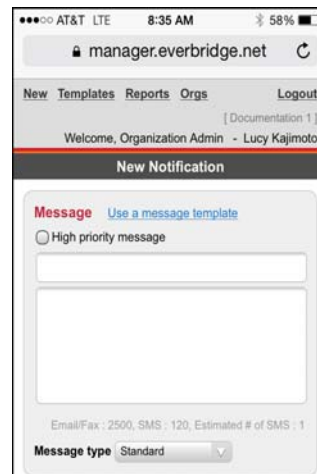 AT&T LTE 8:35 AM 58%
manager.everbridge.net
New Templates Reports Orgs Logout
[ Documentation 1 ]
Welcome, Organization Admin - Lucy Kajimoto
New Notification
Message Use a message template
High priority message
Email/Fax : 2500, SMS : 120, Estimated # of SMS : 1
Message type Standard